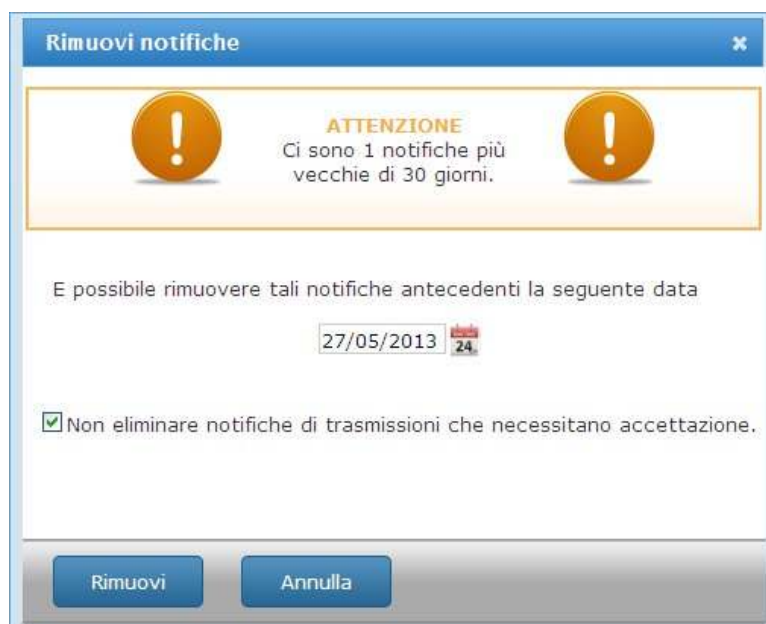 Rimuovi notifiche
ATTENZIONE
Ci sono 1 notifiche più
vecchie di 30 giorni.
E possibile rimuovere tali notifiche antecedenti la seguente data
27/05/2013
24
Non eliminare notifiche di trasmissioni che necessitano accettazione.
Rimuovi
Annulla